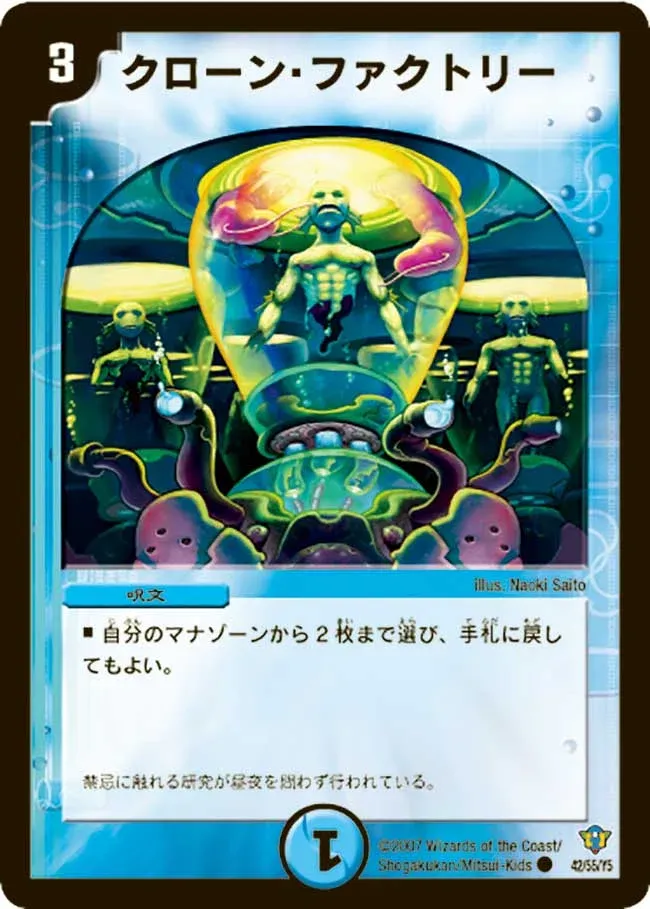 3
クローン・ファクトリー
illus. Naoki Saito
呪文
■ 自分のマナゾーンから2枚まで選び、手札に戻し
てもよい。
禁忌に触れる研究が昼夜を問わず行われている。
1
©2007 Wizards of the Coast/
Shogakukan/Mitsui-Kids
42/55/Y5